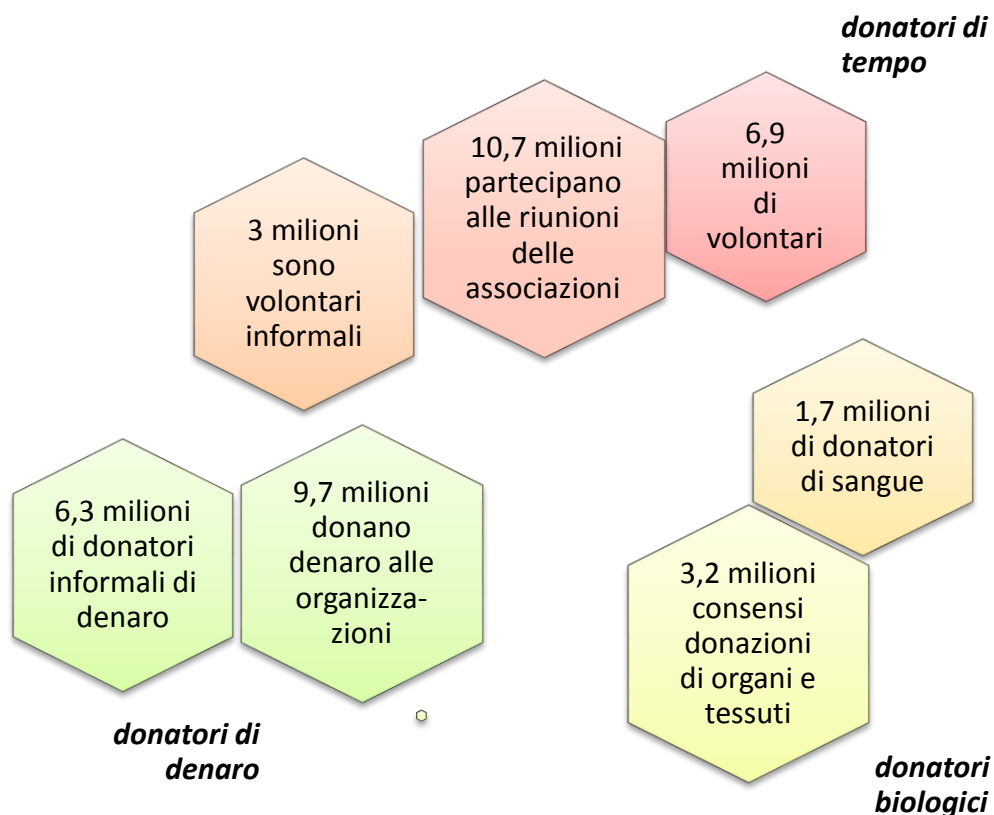 donatori di
tempo
6,9
milioni
di
volontari
10,7 milioni
partecipano
alle riunioni
delle
associazioni
3 milioni
sono
volontari
informali
1,7 milioni
di donatori
di sangue
6,3 milioni
di donatori
informali di
denaro
9,7 milioni
donano
denaro alle
organizza-
zioni
3,2 milioni
consensi
donazioni
di organi e
tessuti
donatori di
denaro
donatori
biologici